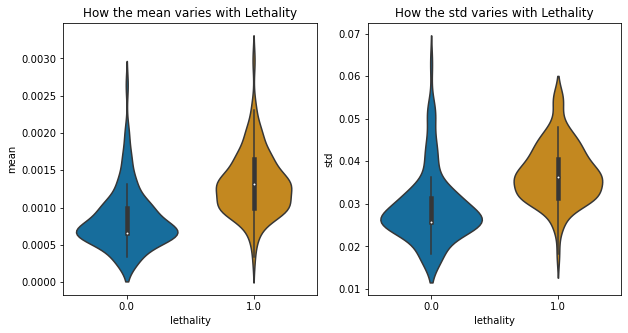 How the mean varies with Lethality
mean
0.0030
0.0025
0.0020
0.0015
0.0010
0.0005
0.0000
0.0 1.0
lethality
How the std varies with Lethality
std
0.07
0.06
0.05
0.04
0.03
0.02
0.01
0.0 1.0
lethality